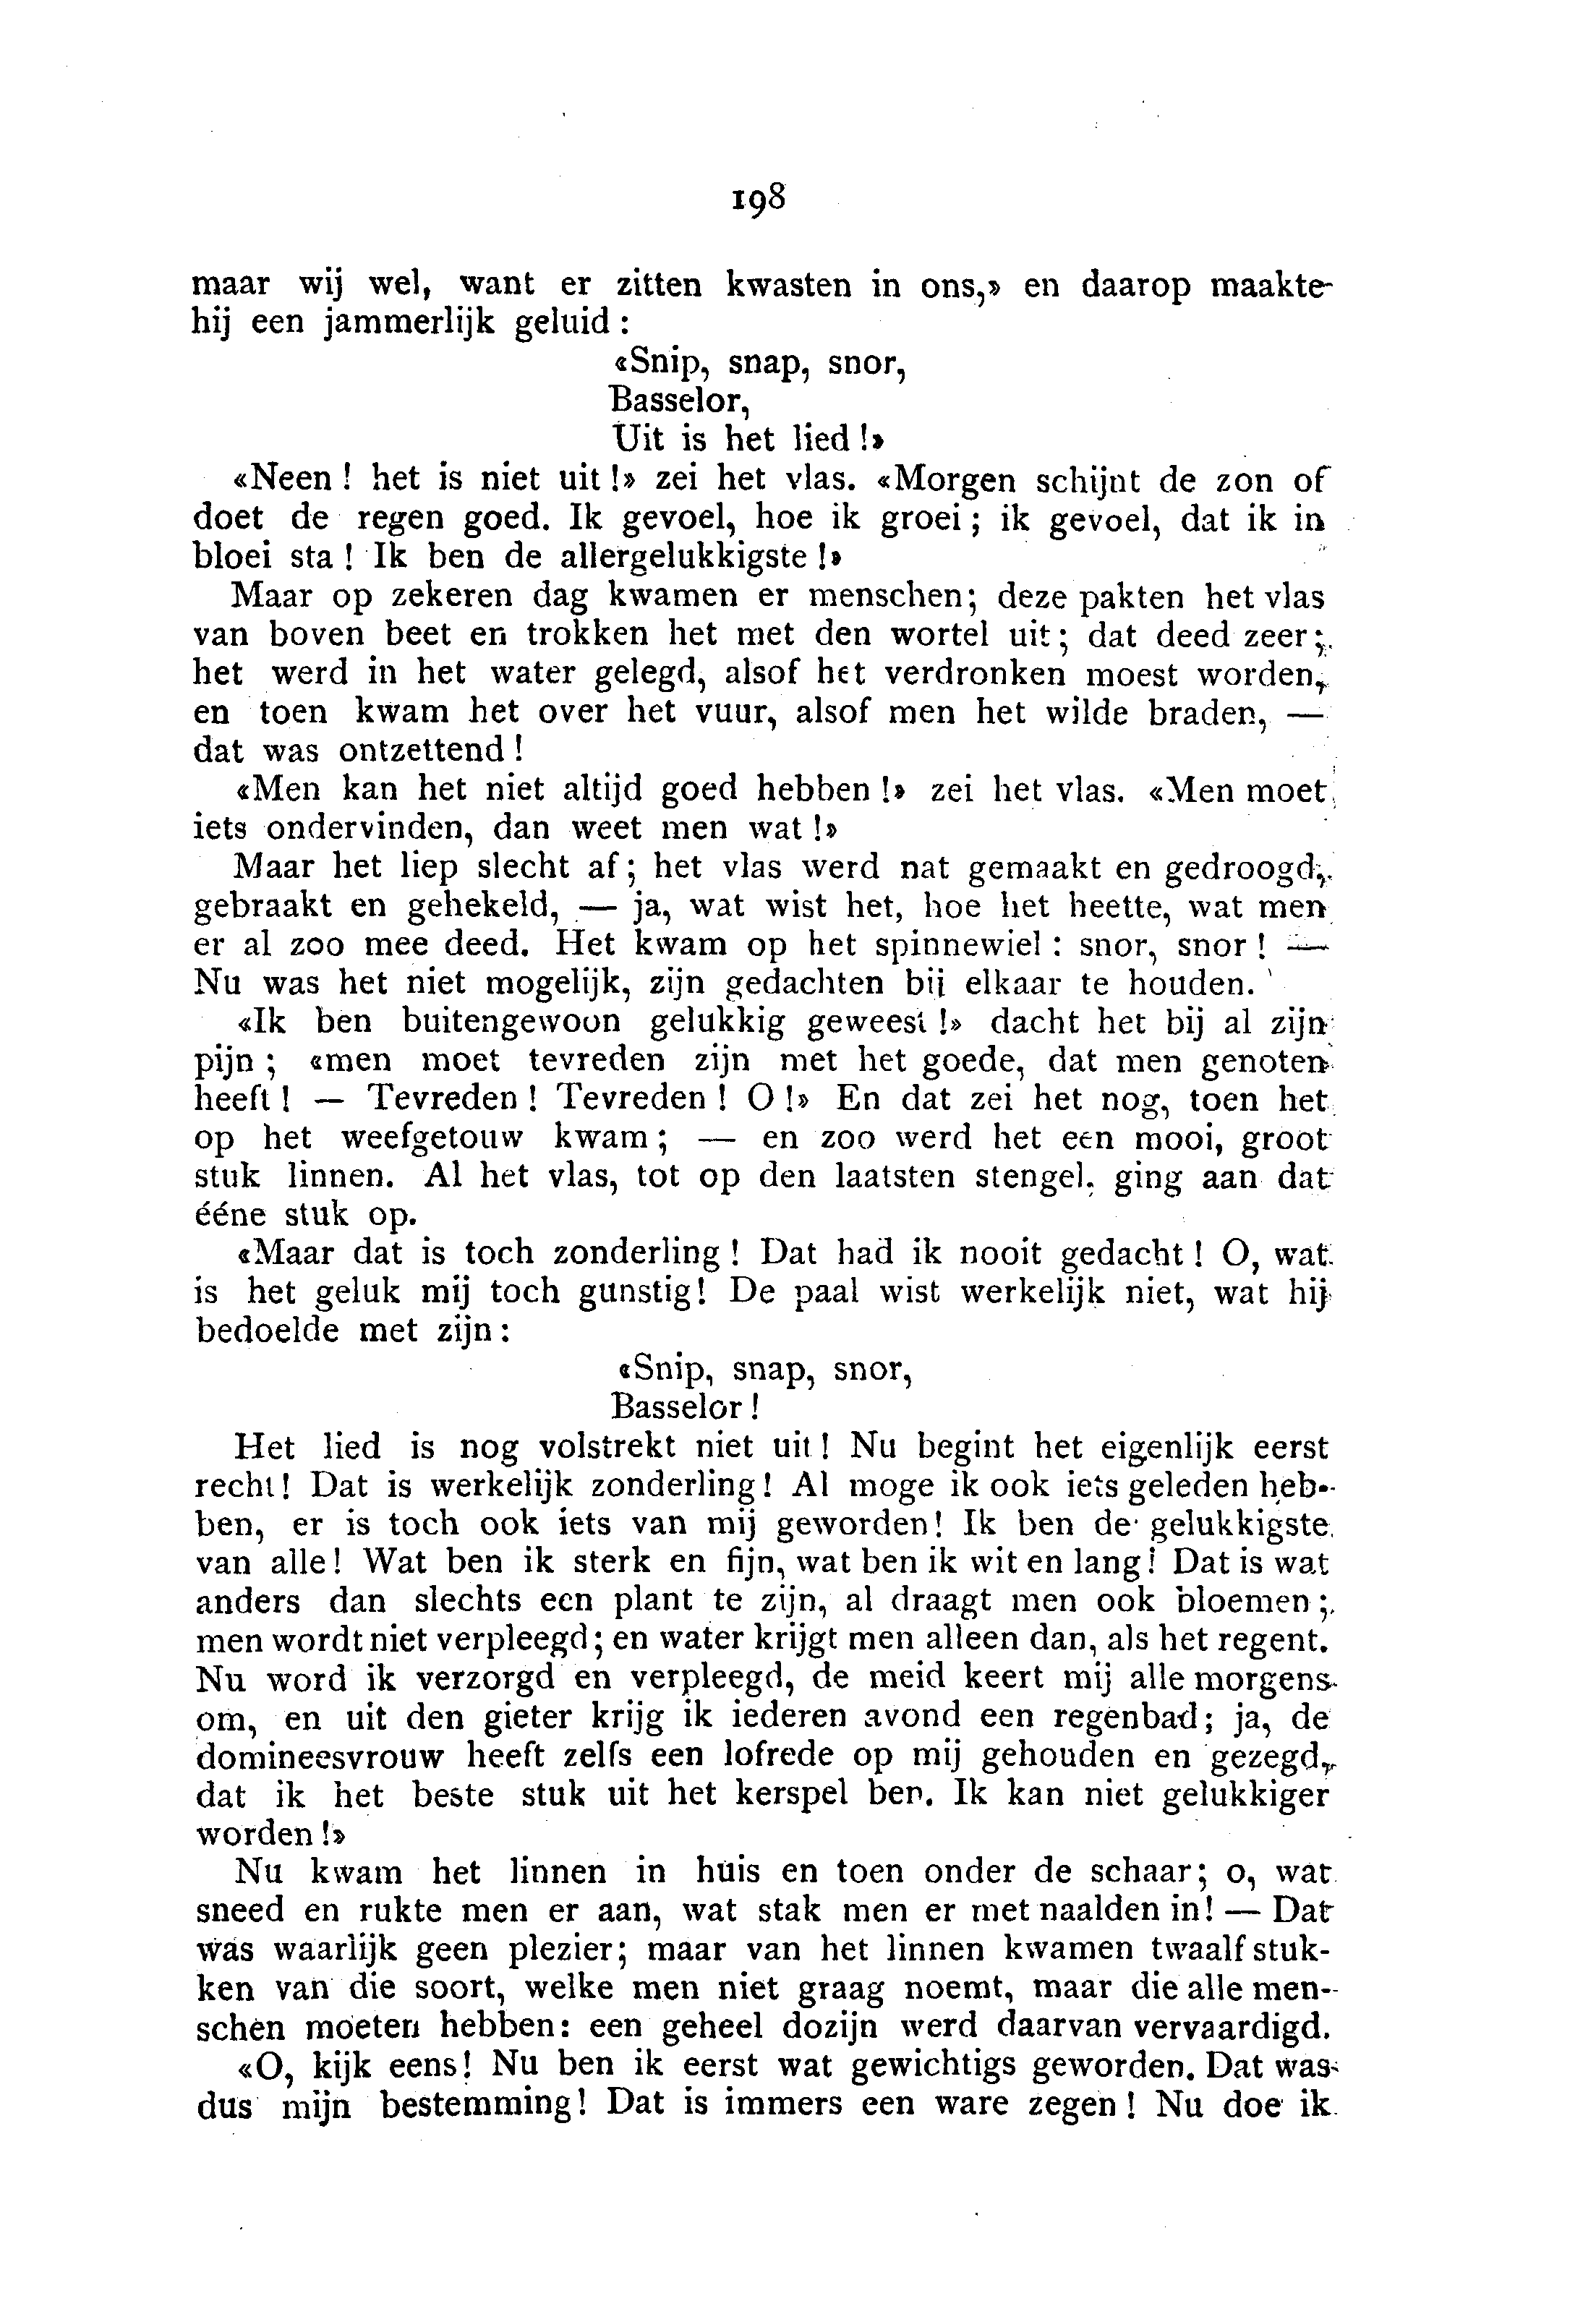 198
maar wij wel, want er zitten kwasten in ons,» en daarop maakte
hij een jammerlijk geluid :
«Snip, snap, snor,
Basselor,
Uit is het lied !»
«Neen ! het is niet uit !» zei het vlas. «Morgen schijnt de zon of
doet de regen goed. Ik gevoel, hoe ik groei ; ik gevoel, dat ik in
bloei sta ! Ik ben de allergelukkigste !»
Maar op zekeren dag kwamen er menschen; deze pakten het vlas
van boven beet en trokken het met den wortel uit ; dat deed zeer ;
het werd in het water gelegd, alsof het verdronken moest worden,
en toen kwam het over het vuur, alsof men het wilde braden, —
dat was ontzettend !
«Men kan het niet altijd goed hebben !» zei het vlas. «Men moet
iets ondervinden, dan weet men wat !»
Maar het liep slecht af ; het vlas werd nat gemaakt en gedroogd,
gebraakt en gehekeld, — ja, wat wist het, hoe het heette, wat men
er al zoo mee deed. Het kwam op het spinnewiel : snor, snor ! —
Nu was het niet mogelijk, zijn gedachten bij elkaar te houden.
«Ik ben buitengewoon gelukkig geweest !» dacht het bij al zijn
pijn ; «men moet tevreden zijn met het goede, dat men genoten
heeft ! — Tevreden ! Tevreden ! O !» En dat zei het nog, toen het
op het weefgetouw kwam ; — en zoo werd het een mooi, groot
stuk linnen. Al het vlas, tot op den laatsten stengel, ging aan dat
ééne stuk op.
«Maar dat is toch zonderling ! Dat had ik nooit gedacht ! O, wat
is het geluk mij toch gunstig! De paal wist werkelijk niet, wat hij
bedoelde met zijn :
«Snip, snap, snor,
Basselor !
Het lied is nog volstrekt niet uit ! Nu begint het eigenlijk eerst
recht! Dat is werkelijk zonderling! Al moge ik ook iets geleden heb-
ben, er is toch ook iets van mij geworden! Ik ben de gelukkigste
van alle! Wat ben ik sterk en fijn, wat ben ik wit en lang! Dat is wat
anders dan slechts een plant te zijn, al draagt men ook bloemen ;
men wordt niet verpleegd ; en water krijgt men alleen dan, als het regent.
Nu word ik verzorgd en verpleegd, de meid keert mij alle morgens
om, en uit den gieter krijg ik iederen avond een regenbad; ja, de
domineesvrouw heeft zelfs een lofrede op mij gehouden en gezegd,
dat ik het beste stuk uit het kerspel ben. Ik kan niet gelukkiger
worden !»
Nu kwam het linnen in huis en toen onder de schaar; o, wat
sneed en rukte men er aan, wat stak men er met naalden in! — Dat
was waarlijk geen plezier; maar van het linnen kwamen twaalf stuk-
ken van die soort, welke men niet graag noemt, maar die alle men-
schen moeten hebben: een geheel dozijn werd daarvan vervaardigd.
«O, kijk eens! Nu ben ik eerst wat gewichtigs geworden. Dat was
dus mijn bestemming! Dat is immers een ware zegen ! Nu doe ik